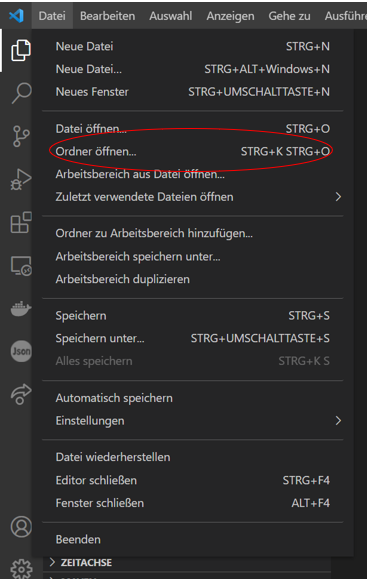 Datei Bearbeiten Auswahl Anzeigen Gehe zu Ausführe
Neue Datei STRG+N
Neue Datei... STRG+ALT+Windows+N
Neues Fenster STRG+UMSCHALTTASTE+N
Datei öffnen... STRG+O
Ordner öffnen... STRG+K STRG+O
Arbeitsbereich aus Datei öffnen...
Zuletzt verwendete Dateien öffnen
Ordner zu Arbeitsbereich hinzufügen...
Arbeitsbereich speichern unter...
Arbeitsbereich duplizieren
Speichern STRG+S
Speichern unter... STRG+UMSCHALTTASTE+S
Alles speichern STRG+K S
Json
Automatisch speichern
Einstellungen
Datei wiederherstellen
Editor schließen STRG+F4
Fenster schließen ALT+F4
Beenden
ZEITACHSE